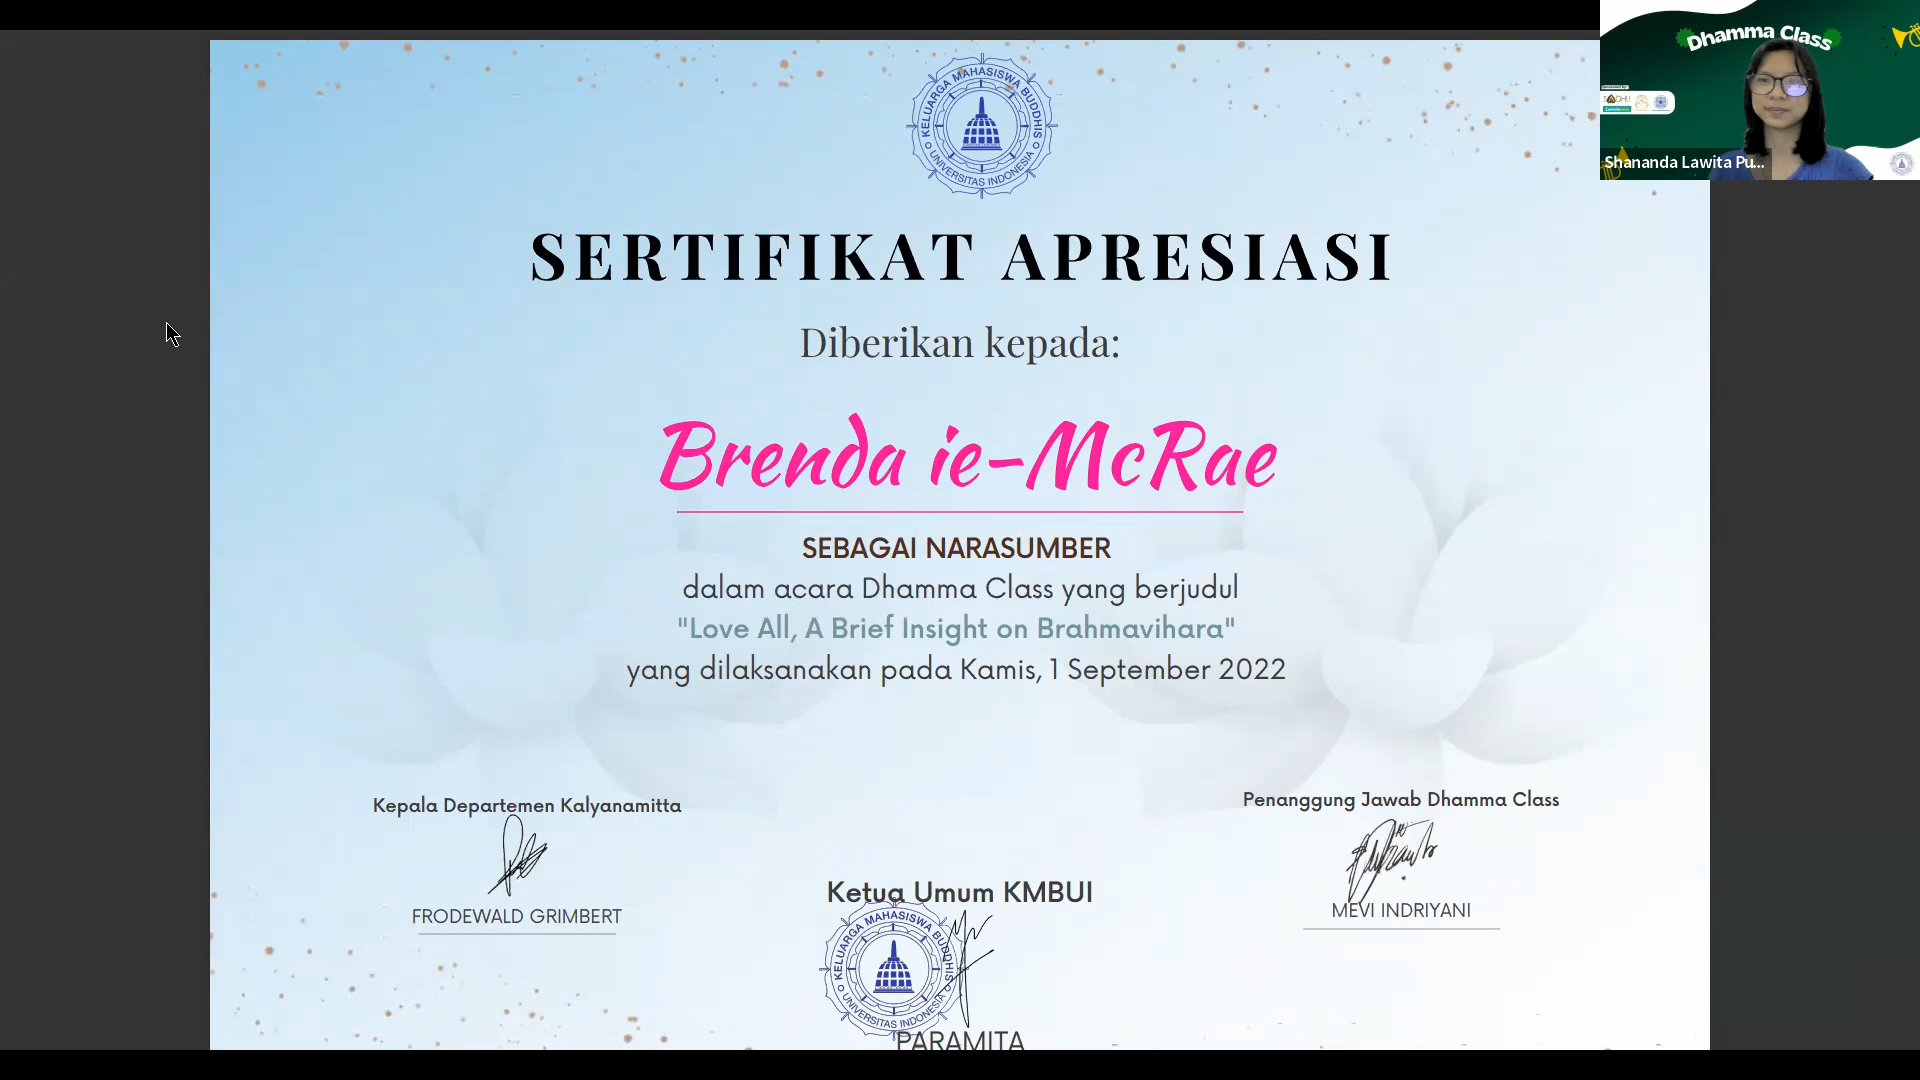 Dhamma Class
Shananda Lawita Pu...
KELUARGA MAHASISWA BUDDHIS
UNIVERSITAS INDONESIA
SERTIFIKAT APRESIASI
Diberikan kepada:
Brenda ie-McRae
SEBAGAI NARASUMBER
dalam acara Dhamma Class yang berjudul
"Love All, A Brief Insight on Brahmavihara"
yang dilaksanakan pada Kamis, 1 September 2022
Kepala Departemen Kalyanamitta
FRODEWALD GRIMBERT
Penanggung Jawab Dhamma Class
MEVI INDRIYANI
Ketua Umum KMBUI
KELUARGA MAHASISWA BUDDHIS
UNIVERSITAS INDONESIA
PARAMITA